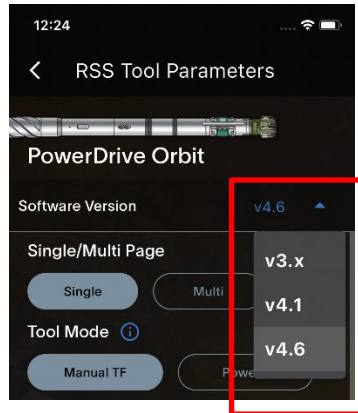 12:24
RSS Tool Parameters
PowerDrive Orbit
Software Version v4.6
v3.x
Single/Multi Page
Single Multi
v4.1
Tool Mode
v4.6
Manual TF